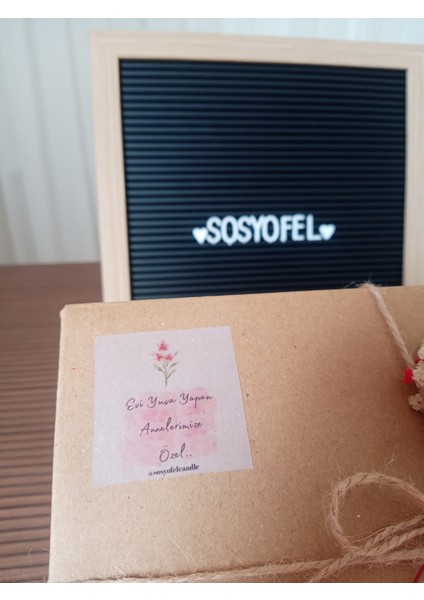 ♥SOSYOFEL♥
Evi Yuva Yapan
Annelerimize
Özel..
@sosyofelcandle